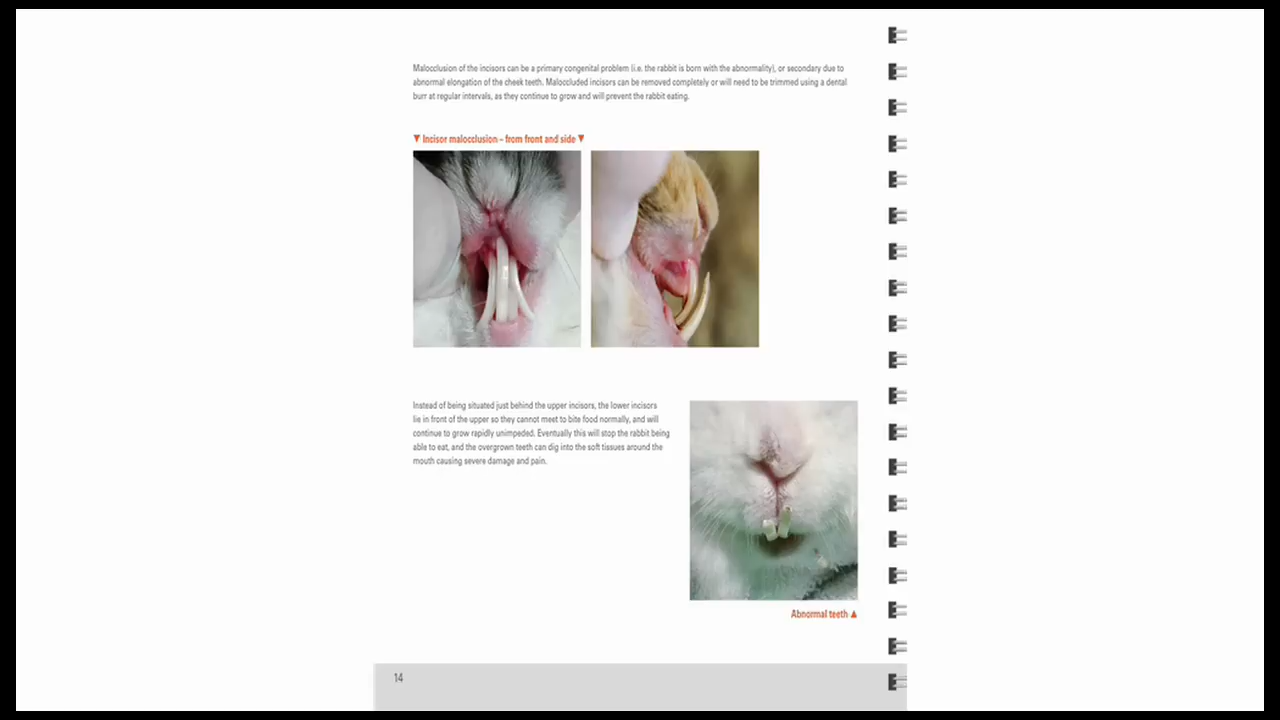 Malocclusion of the incisors can be a primary congenital problem (i.e. the rabbit is born with the abnormality), or secondary due to
abnormal elongation of the cheek teeth. Maloccluded incisors can be removed completely or will need to be trimmed using a dental
burr at regular intervals, as they continue to grow and will prevent the rabbit eating.
▼ Incisor malocclusion – from front and side ▼
Instead of being situated just behind the upper incisors, the lower incisors
lie in front of the upper so they cannot meet to bite food normally, and will
continue to grow rapidly unimpeded. Eventually this will stop the rabbit being
able to eat, and the overgrown teeth can dig into the soft tissues around the
mouth causing severe damage and pain.
Abnormal teeth ▲
14